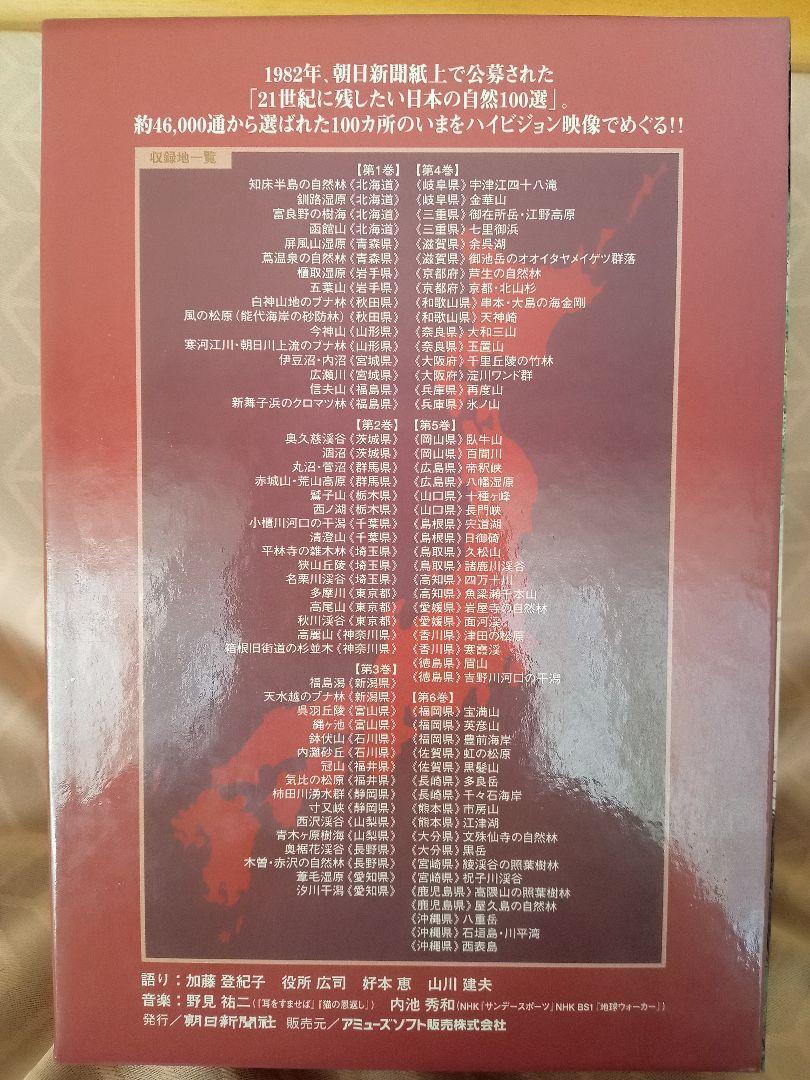 1982年、朝日新聞紙上で公募された
「21世紀に残したい日本の自然100選」。
約46,000通から選ばれた100カ所のいまをハイビジョン映像でめぐる!!
収録地一覧
【第1巻】
知床半島の自然林《北海道》
釧路湿原《北海道》
富良野の樹海《北海道》
函館山《北海道》
屏風山湿原《青森県》
蔦温泉の自然林《青森県》
櫃取湿原《岩手県》
五葉山《岩手県》
白神山地のブナ林《秋田県》
風の松原(能代海岸の砂防林)《秋田県》
今神山《山形県》
寒河江川・朝日川上流のブナ林《山形県》
伊豆沼・内沼《宮城県》
広瀬川《宮城県》
信夫山《福島県》
新舞子浜のクロマツ林《福島県》
【第2巻】
奥久慈渓谷《茨城県》
涸沼《茨城県》
丸沼・菅沼《群馬県》
赤城山・荒山高原《群馬県》
鷲子山《栃木県》
西ノ湖《栃木県》
小櫃川河口の干潟《千葉県》
清澄山《千葉県》
平林寺の雑木林《埼玉県》
狭山丘陵《埼玉県》
名栗川渓谷《埼玉県》
多摩川《東京都》
高尾山《東京都》
秋川渓谷《東京都》
高麗山《神奈川県》
箱根旧街道の杉並木《神奈川県》
【第3巻】
福島潟《新潟県》
天水越のブナ林《新潟県》
呉羽丘陵《富山県》
縄ヶ池《富山県》
鉢伏山《石川県》
内灘砂丘《石川県》
冠山《福井県》
気比の松原《福井県》
柿田川湧水群《静岡県》
寸又峡《静岡県》
西沢渓谷《山梨県》
青木ヶ原樹海《山梨県》
奥裾花渓谷《長野県》
木曽・赤沢の自然林《長野県》
葦毛湿原《愛知県》
汐川干潟《愛知県》
【第4巻】
《岐阜県》宇津江四十八滝
《岐阜県》金華山
《三重県》御在所岳・江野高原
《三重県》七里御浜
《滋賀県》余呉湖
《滋賀県》御池岳のオオイタヤメイゲツ群落
《京都府》芦生の自然林
《京都府》京都・北山杉
《和歌山県》串本・大島の海金剛
《和歌山県》天神崎
《奈良県》大和三山
《奈良県》玉置山
《大阪府》千里丘陵の竹林
《大阪府》淀川ワンド群
《兵庫県》再度山
《兵庫県》氷ノ山
【第5巻】
《岡山県》臥牛山
《岡山県》百間川
《広島県》帝釈峡
《広島県》八幡湿原
《山口県》十種ヶ峰
《山口県》長門峡
《島根県》宍道湖
《島根県》日御碕
《鳥取県》久松山
《鳥取県》諸鹿川渓谷
《高知県》四万十川
《高知県》魚梁瀬千本山
《愛媛県》岩屋寺の自然林
《愛媛県》面河渓
《香川県》津田の松原
《香川県》寒霞渓
《徳島県》眉山
《徳島県》吉野川河口の干潟
【第6巻】
《福岡県》宝満山
《福岡県》英彦山
《福岡県》豊前海岸
《佐賀県》虹の松原
《佐賀県》黒髪山
《長崎県》多良岳
《長崎県》千々石海岸
《熊本県》市房山
《熊本県》江津湖
《大分県》文殊仙寺の自然林
《大分県》黒岳
《宮崎県》綾渓谷の照葉樹林
《宮崎県》祝子川渓谷
《鹿児島県》高隈山の照葉樹林
《鹿児島県》屋久島の自然林
《沖縄県》八重岳
《沖縄県》石垣島・川平湾
《沖縄県》西表島
語り:加藤 登紀子 役所 広司 好本 恵 山川 建夫
音楽:野見 祐二(『耳をすませば』『猫の恩返し』) 内池 秀和(NHK『サンデースポーツ』NHK BS1『地球ウォーカー』)
発行/朝日新聞社 販売元/アミューズソフト販売株式会社